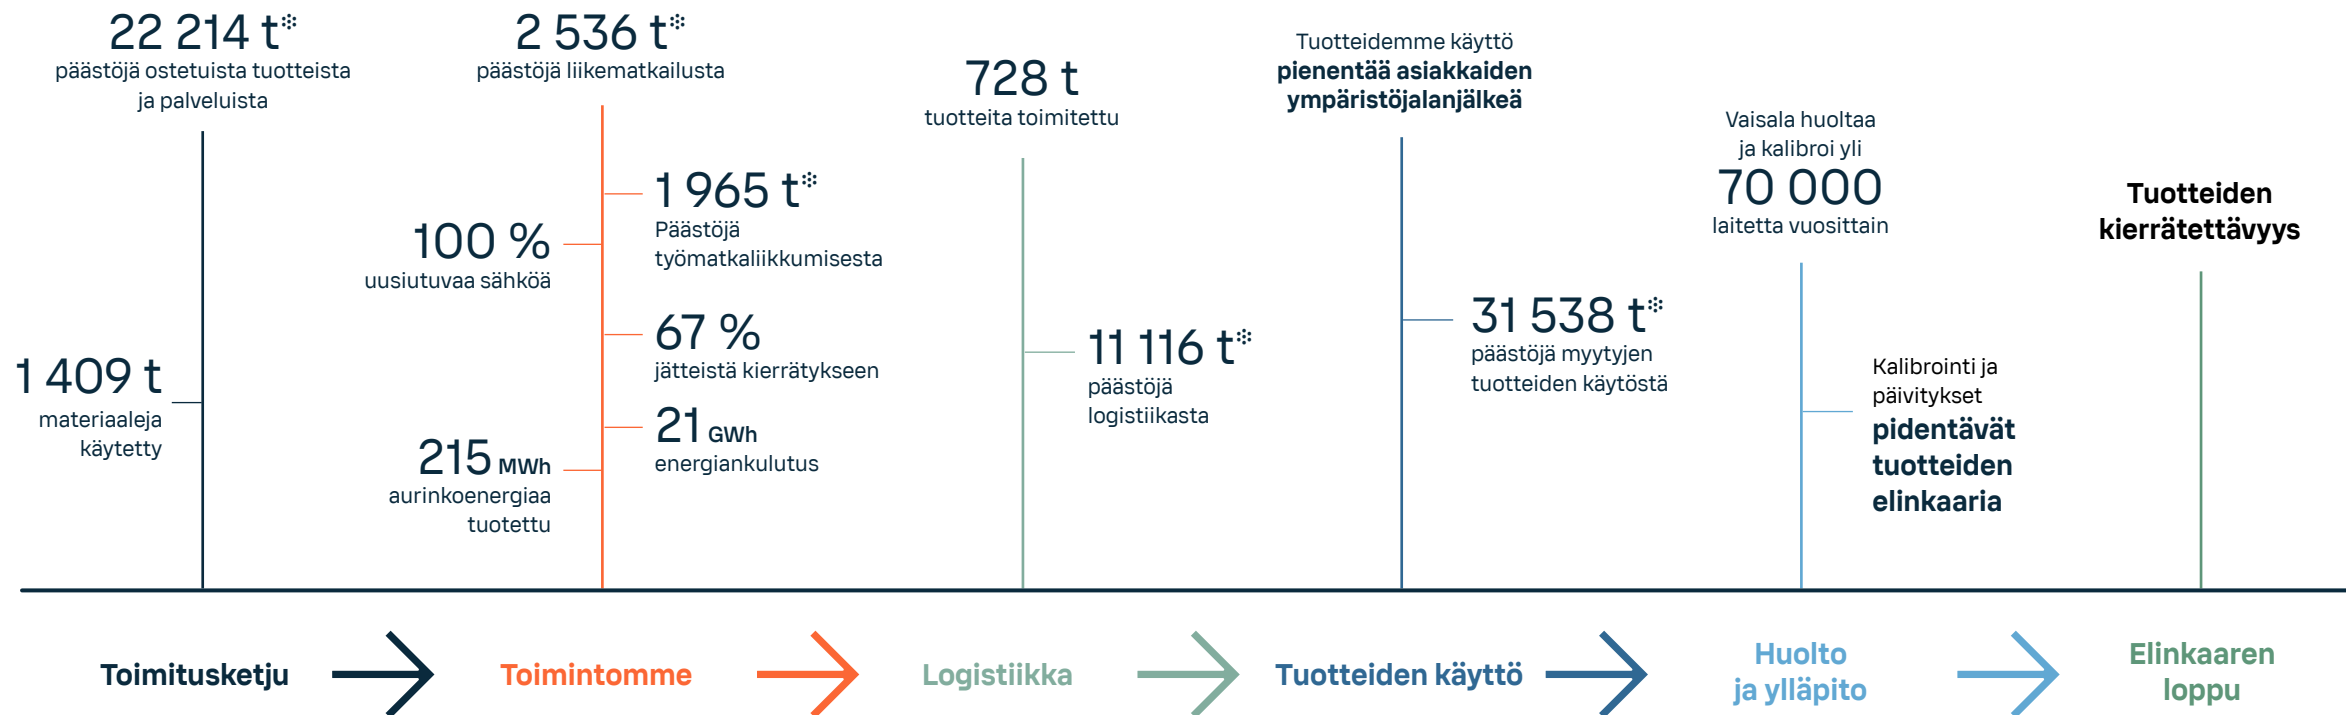 22 214 t*
päästöjä ostetuista tuotteista
ja palveluista
1 409 t
materiaaleja
käytetty
2 536 t*
päästöjä liikematkailusta
1 965 t*
Päästöjä
työmatkaliikkumisesta
100 %
uusiutuvaa sähköä
67 %
jätteistä kierrätykseen
21 GWh
energiankulutus
215 MWh
aurinkoenergiaa
tuotettu
728 t
tuotteita toimitettu
11 116 t*
päästöjä
logistiikasta
Tuotteidemme käyttö
pienentää asiakkaiden
ympäristöjalanjälkeä
31 538 t*
päästöjä myytyjen
tuotteiden käytöstä
Vaisala huoltaa
ja kalibroi yli
70 000
laitetta vuosittain
Kalibrointi ja
päivitykset
pidentävät
tuotteiden
elinkaaria
Tuotteiden
kierrätettävyys
Toimitusketju
Toimintomme
Logistiikka
Tuotteiden käyttö
Huolto
ja ylläpito
Elinkaaren
loppu